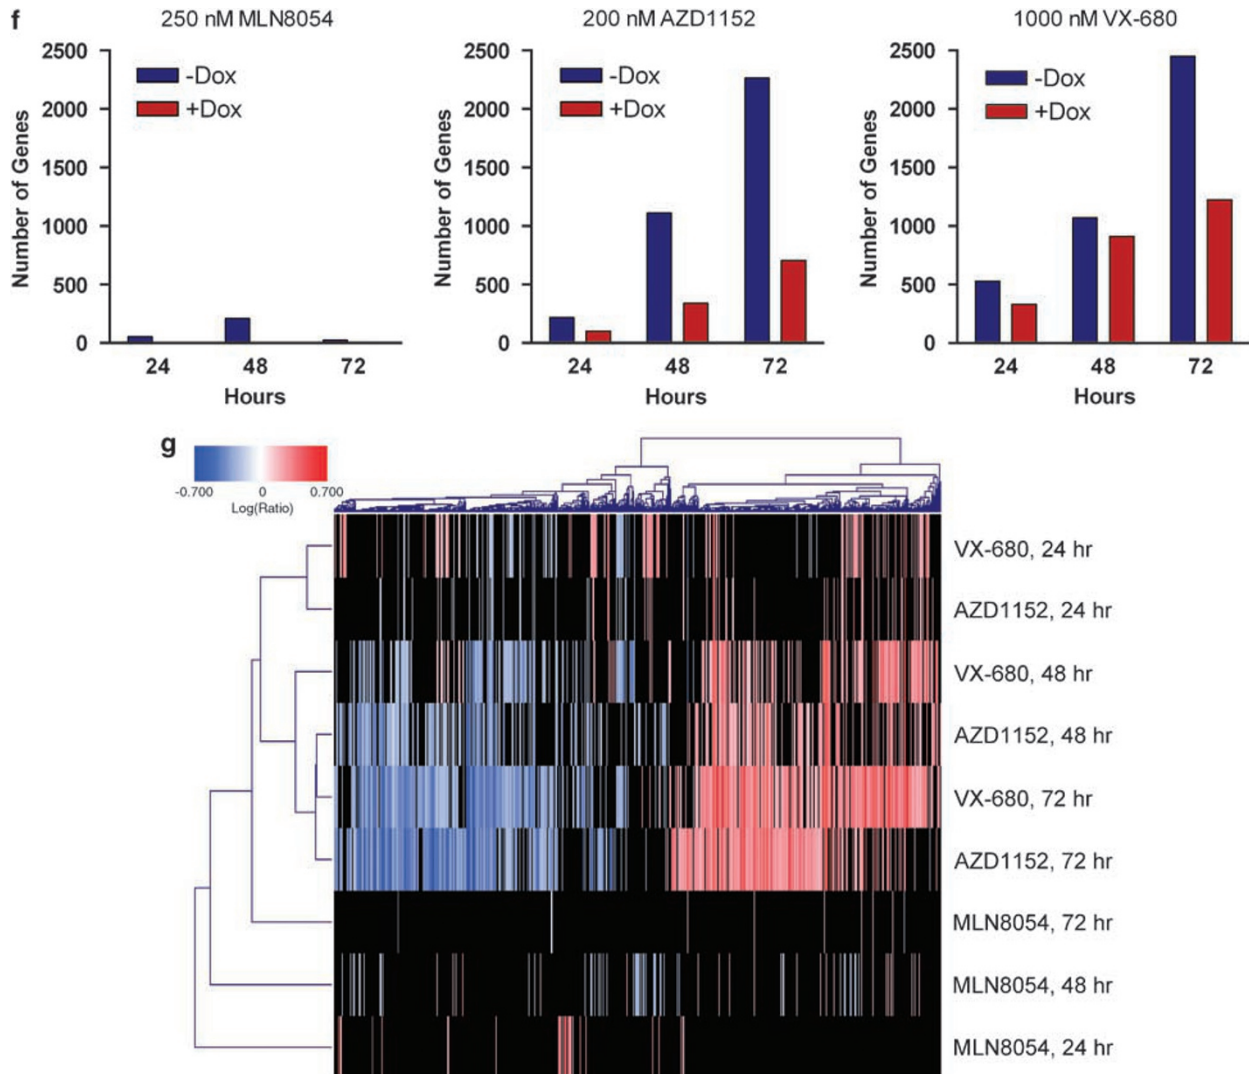 f
250 nM MLN8054
200 nM AZD1152
1000 nM VX-680
Number of Genes
2500
2000
1500
1000
500
0
-Dox
+Dox
24 48 72
Hours
Number of Genes
2500
2000
1500
1000
500
0
-Dox
+Dox
24 48 72
Hours
Number of Genes
2500
2000
1500
1000
500
0
-Dox
+Dox
24 48 72
Hours
g
-0.700 0 0.700
Log(Ratio)
VX-680, 24 hr
AZD1152, 24 hr
VX-680, 48 hr
AZD1152, 48 hr
VX-680, 72 hr
AZD1152, 72 hr
MLN8054, 72 hr
MLN8054, 48 hr
MLN8054, 24 hr